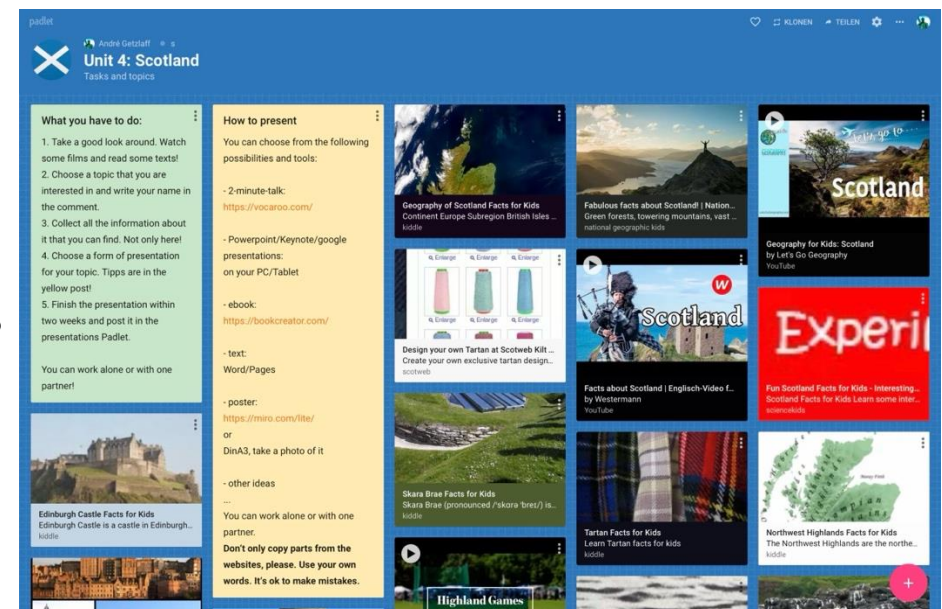 padlet
KLONEN
TEILEN
André Getzlaff
Unit 4: Scotland
Tasks and topics
What you have to do:
1. Take a good look around. Watch
some films and read some texts!
2. Choose a topic that you are
interested in and write your name in
the comment.
3. Collect all the information about
it that you can find. Not only here!
4. Choose a form of presentation
for your topic. Tipps are in the
yellow post!
5. Finish the presentation within
two weeks and post it in the
presentations Padlet.
You can work alone or with one
partner!
Edinburgh Castle Facts for Kids
Edinburgh Castle is a castle in Edinburgh...
kiddle
How to present
You can choose from the following
possibilities and tools:
- 2-minute-talk:
https://vocaroo.com/
- Powerpoint/Keynote/google
presentations:
on your PC/Tablet
- ebook:
https://bookcreator.com/
- text:
Word/Pages
- poster:
https://miro.com/lite/
or
DinA3, take a photo of it
- other ideas
...
You can work alone or with one
partner.
Don't only copy parts from the
websites, please. Use your own
words. It's ok to make mistakes.
Geography of Scotland Facts for Kids
Continent Europe Subregion British Isles ...
kiddle
Enlarge Enlarge Enlarge
Enlarge Enlarge Enlarge
Design your own Tartan at Scotweb Kilt ...
Create your own exclusive tartan design...
scotweb
Skara Brae Facts for Kids
Skara Brae (pronounced /ˈskɑrə ˈbreɪ/) is...
kiddle
Highland Games
Fabulous facts about Scotland! | Nation...
Green forests, towering mountains, vast ...
national geographic kids
W
Scotland
Facts about Scotland | Englisch-Video f...
by Westermann
YouTube
Tartan Facts for Kids
Learn Tartan facts for kids
kiddle
go to
Scotland
Geography for Kids: Scotland
by Let's Go Geography
YouTube
Experi
Fun Scotland Facts for Kids - Interesting...
Scotland Facts for Kids Learn some inter...
sciencekids
Northwest Highlands Facts for Kids
The Northwest Highlands are the northe...
kiddle